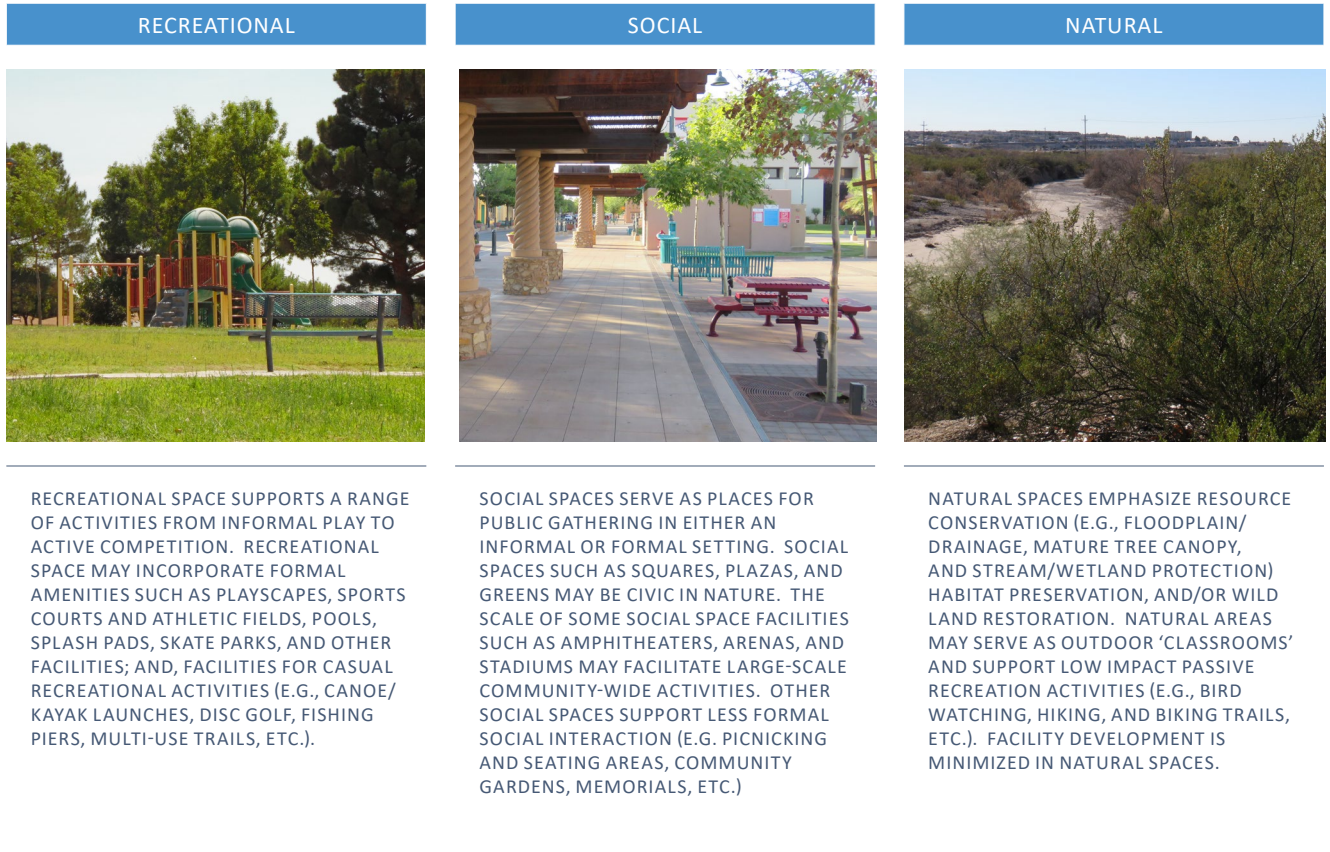 RECREATIONAL
RECREATIONAL SPACE SUPPORTS A RANGE
OF ACTIVITIES FROM INFORMAL PLAY TO
ACTIVE COMPETITION. RECREATIONAL
SPACE MAY INCORPORATE FORMAL
AMENITIES SUCH AS PLAYSCAPES, SPORTS
COURTS AND ATHLETIC FIELDS, POOLS,
SPLASH PADS, SKATE PARKS, AND OTHER
FACILITIES; AND, FACILITIES FOR CASUAL
RECREATIONAL ACTIVITIES (E.G., CANOE/
KAYAK LAUNCHES, DISC GOLF, FISHING
PIERS, MULTI-USE TRAILS, ETC.).
SOCIAL
SOCIAL SPACES SERVE AS PLACES FOR
PUBLIC GATHERING IN EITHER AN
INFORMAL OR FORMAL SETTING. SOCIAL
SPACES SUCH AS SQUARES, PLAZAS, AND
GREENS MAY BE CIVIC IN NATURE. THE
SCALE OF SOME SOCIAL SPACE FACILITIES
SUCH AS AMPHITHEATERS, ARENAS, AND
STADIUMS MAY FACILITATE LARGE-SCALE
COMMUNITY-WIDE ACTIVITIES. OTHER
SOCIAL SPACES SUPPORT LESS FORMAL
SOCIAL INTERACTION (E.G. PICNICKING
AND SEATING AREAS, COMMUNITY
GARDENS, MEMORIALS, ETC.)
NATURAL
NATURAL SPACES EMPHASIZE RESOURCE
CONSERVATION (E.G., FLOODPLAIN/
DRAINAGE, MATURE TREE CANOPY,
AND STREAM/WETLAND PROTECTION)
HABITAT PRESERVATION, AND/OR WILD
LAND RESTORATION. NATURAL AREAS
MAY SERVE AS OUTDOOR ‘CLASSROOMS’
AND SUPPORT LOW IMPACT PASSIVE
RECREATION ACTIVITIES (E.G., BIRD
WATCHING, HIKING, AND BIKING TRAILS,
ETC.). FACILITY DEVELOPMENT IS
MINIMIZED IN NATURAL SPACES.